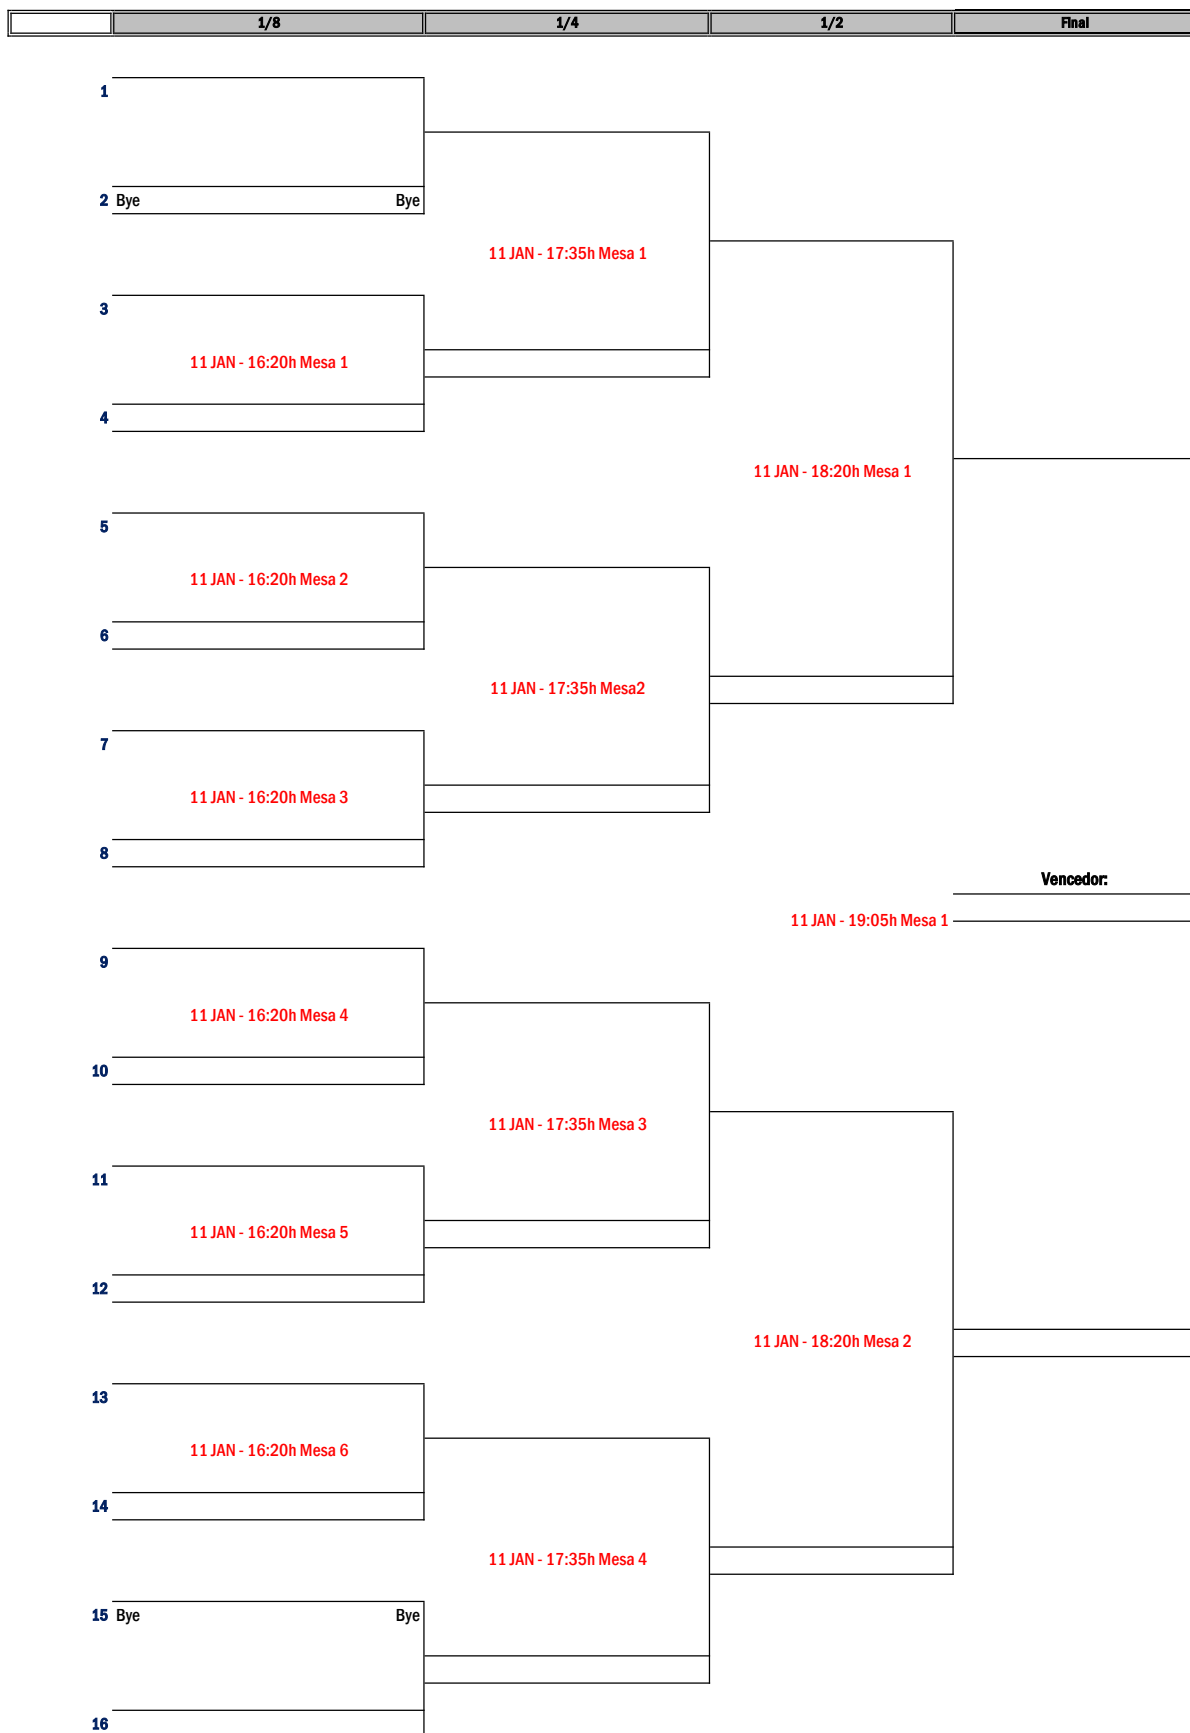 1/8 1/4 1/2 Final
1
2 Bye Bye
11 JAN - 17:35h Mesa 1
3
11 JAN - 16:20h Mesa 1
4
11 JAN - 18:20h Mesa 1
5
11 JAN - 16:20h Mesa 2
6
11 JAN - 17:35h Mesa2
7
11 JAN - 16:20h Mesa 3
8
Vencedor:
11 JAN - 19:05h Mesa 1
9
11 JAN - 16:20h Mesa 4
10
11 JAN - 17:35h Mesa 3
11
11 JAN - 16:20h Mesa 5
12
11 JAN - 18:20h Mesa 2
13
11 JAN - 16:20h Mesa 6
14
11 JAN - 17:35h Mesa 4
15 Bye Bye
16